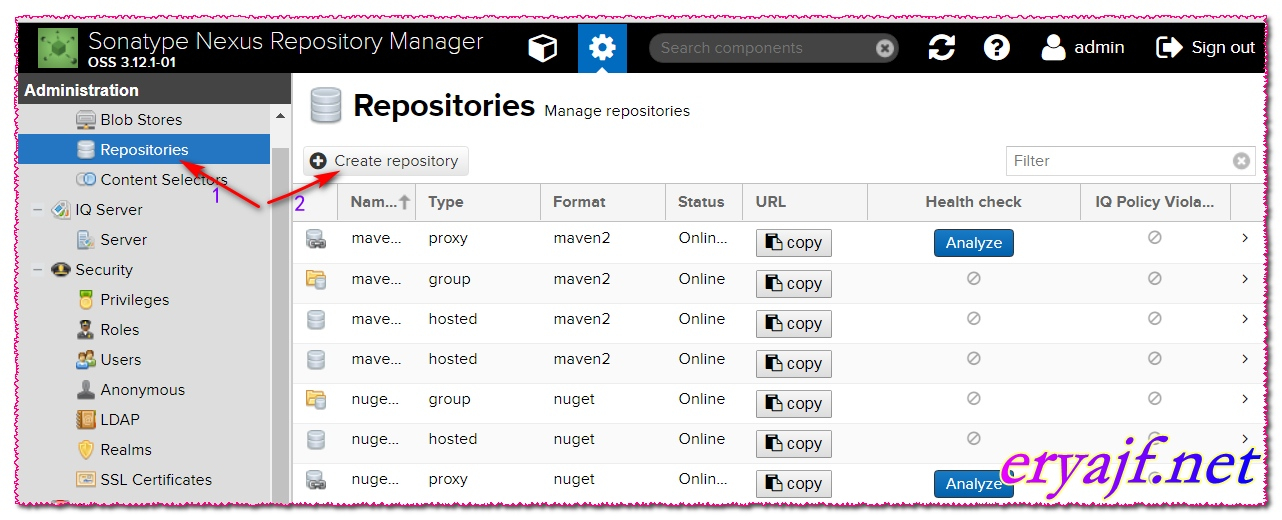 Sonatype Nexus Repository Manager
OSS 3.12.1-01
Search components
admin
Sign out
Administration
Blob Stores
Repositories
Content Selectors
IQ Server
Server
Security
Privileges
Roles
Users
Anonymous
LDAP
Realms
SSL Certificates
1
Repositories Manage repositories
Create repository
Filter
2
Nam... Type Format Status URL Health check IQ Policy Viola...
mave... proxy maven2 Onlin... copy Analyze
mave... group maven2 Online copy
mave... hosted maven2 Online copy
mave... hosted maven2 Online copy
nuge... group nuget Online copy
nuge... hosted nuget Online copy
nuge... proxy nuget Onlin... copy Analyze
eryajf.net